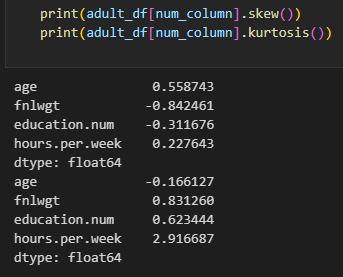 print(adult_df[num_column].skew())
print(adult_df[num_column].kurtosis())
age 0.558743
fnlwgt -0.842461
education.num -0.311676
hours.per.week 0.227643
dtype: float64
age -0.166127
fnlwgt 0.831260
education.num 0.623444
hours.per.week 2.916687
dtype: float64